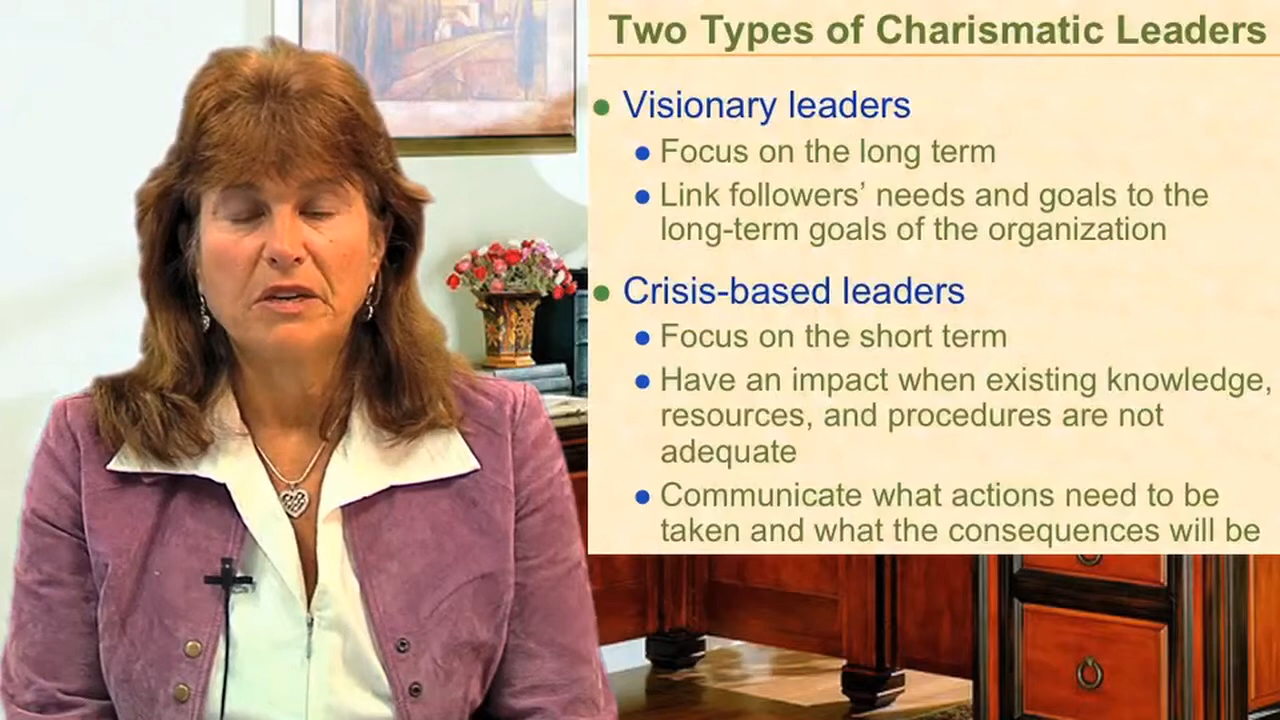 Two Types of Charismatic Leaders
● Visionary leaders
● Focus on the long term
● Link followers’ needs and goals to the
long-term goals of the organization
● Crisis-based leaders
● Focus on the short term
● Have an impact when existing knowledge,
resources, and procedures are not
adequate
● Communicate what actions need to be
taken and what the consequences will be